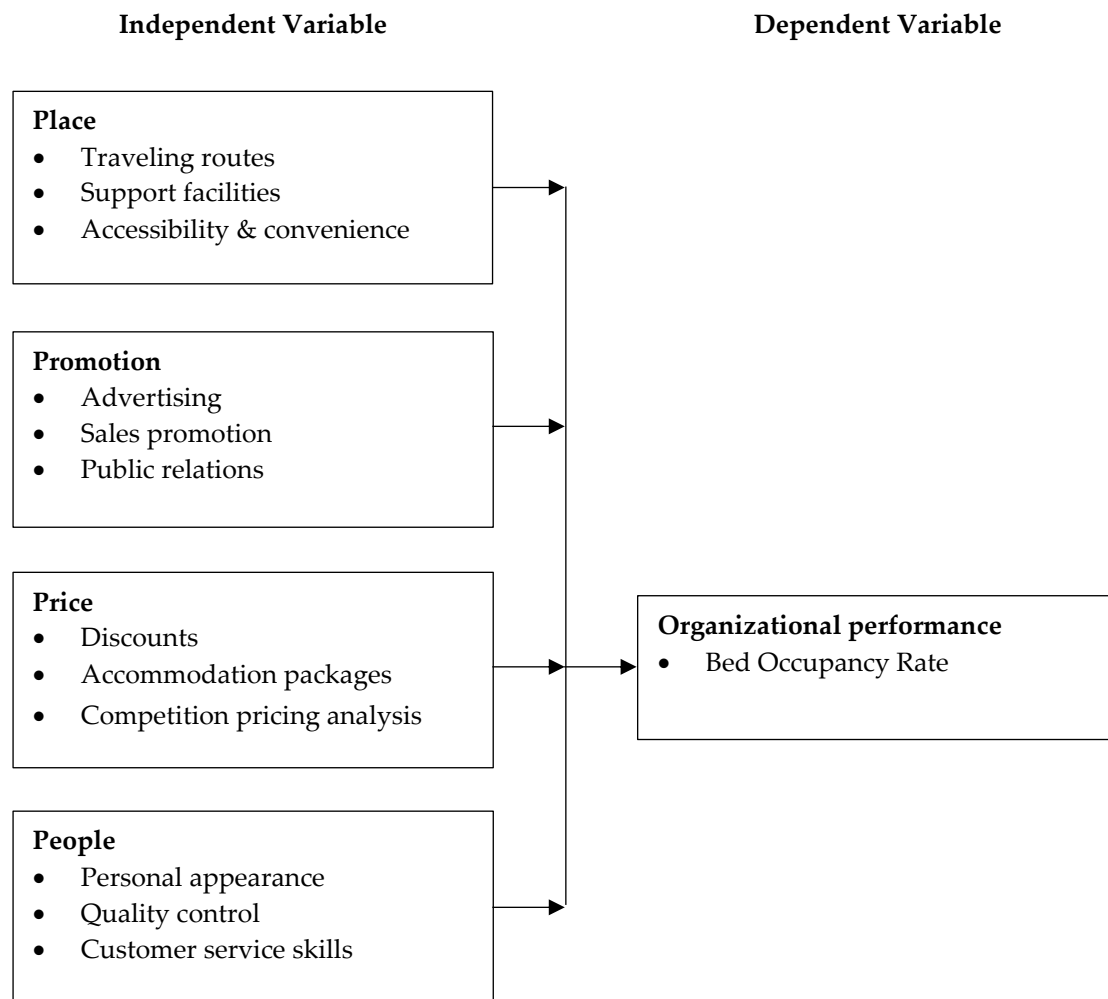 Independent Variable
Dependent Variable
Place
• Traveling routes
• Support facilities
• Accessibility & convenience
Promotion
• Advertising
• Sales promotion
• Public relations
Price
• Discounts
• Accommodation packages
• Competition pricing analysis
Organizational performance
• Bed Occupancy Rate
People
• Personal appearance
• Quality control
• Customer service skills